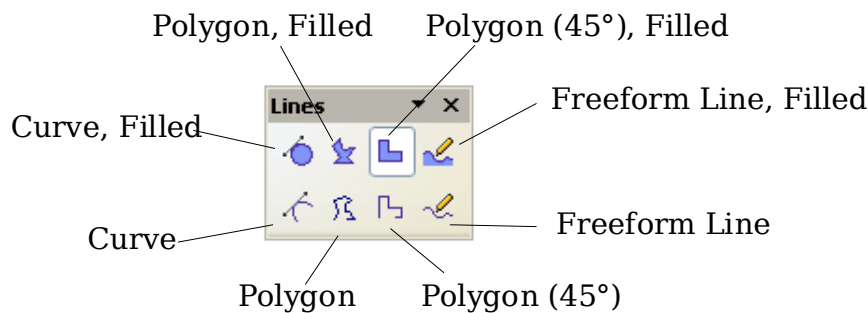 Polygon, Filled
Polygon (45°), Filled
Lines
Freeform Line, Filled
Curve, Filled
Curve
Freeform Line
Polygon
Polygon (45°)